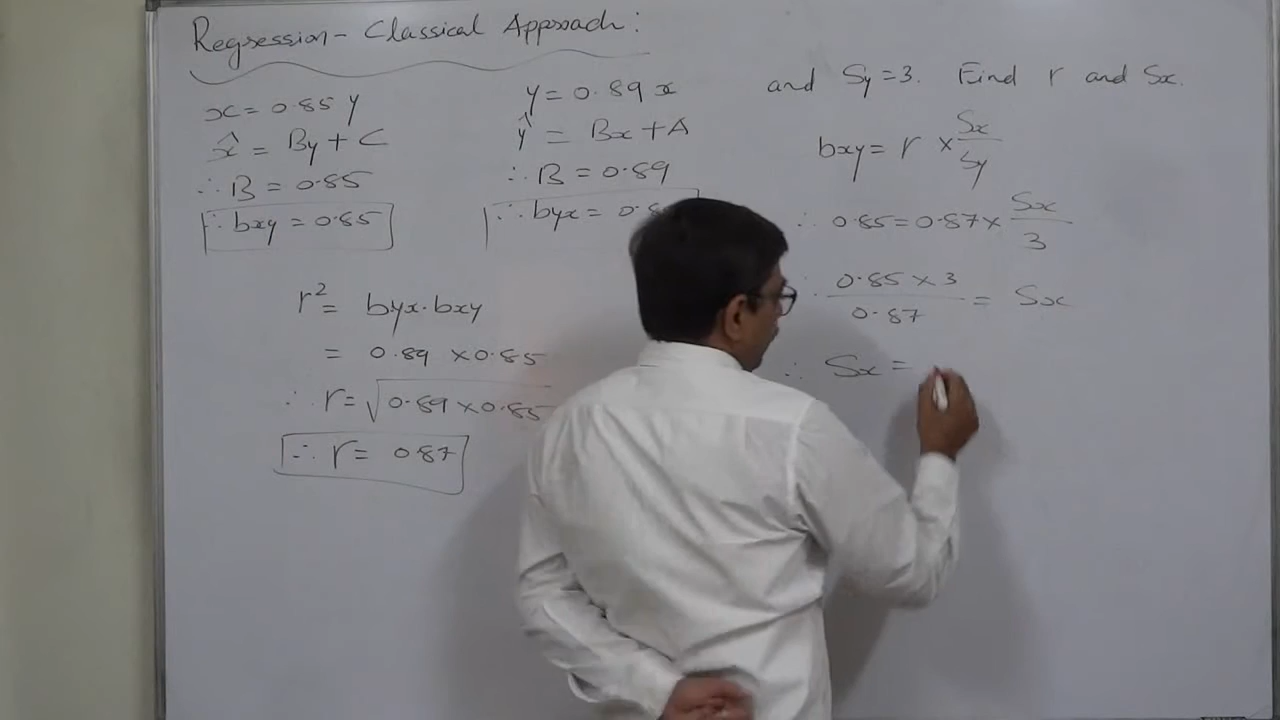 Regression - Classical Approach:
x = 0.85 y
x̂ = By + C
∴ B = 0.85
∴ bxy = 0.85
y = 0.89 x
ŷ = Bx + A
∴ B = 0.89
∴ byx = 0.8
r² = byx · bxy
= 0.89 × 0.85
∴ r = √0.89 × 0.85
∴ r = 0.87
and Sy = 3. Find r and Sx.
bxy = r × Sx/Sy
∴ 0.85 = 0.87 × Sx/3
∴ 0.85 × 3/0.87 = Sx
∴ Sx =